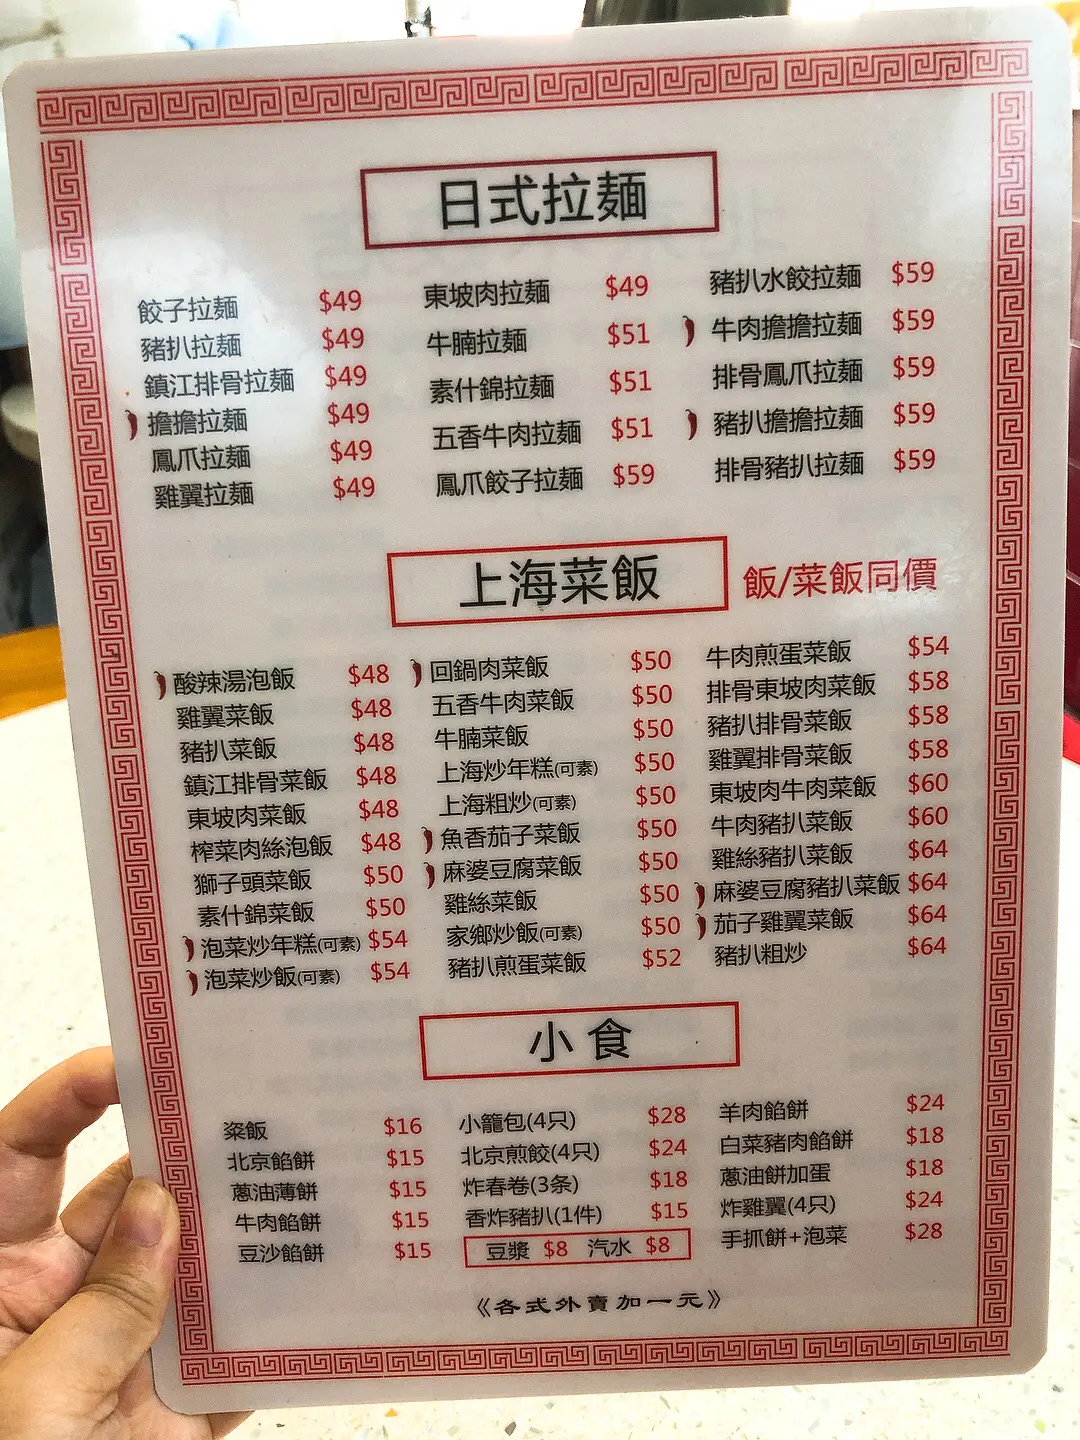 日式拉麵
餃子拉麵 $49
豬扒拉麵 $49
鎮江排骨拉麵 $49
擔擔拉麵 $49
鳳爪拉麵 $49
雞翼拉麵 $49
東坡肉拉麵 $49
牛腩拉麵 $51
素什錦拉麵 $51
五香牛肉拉麵 $51
鳳爪餃子拉麵 $59
豬扒水餃拉麵 $59
牛肉擔擔拉麵 $59
排骨鳳爪拉麵 $59
豬扒擔擔拉麵 $59
排骨豬扒拉麵 $59
上海菜飯 飯/菜飯同價
酸辣湯泡飯 $48
雞翼菜飯 $48
豬扒菜飯 $48
鎮江排骨菜飯 $48
東坡肉菜飯 $48
榨菜肉絲泡飯 $48
獅子頭菜飯 $50
素什錦菜飯 $50
泡菜炒年糕(可素) $54
泡菜炒飯(可素) $54
回鍋肉菜飯 $50
五香牛肉菜飯 $50
牛腩菜飯 $50
上海炒年糕(可素) $50
上海粗炒(可素) $50
魚香茄子菜飯 $50
麻婆豆腐菜飯 $50
雞絲菜飯 $50
家鄉炒飯(可素) $50
豬扒煎蛋菜飯 $52
牛肉煎蛋菜飯 $54
排骨東坡肉菜飯 $58
豬扒排骨菜飯 $58
雞翼排骨菜飯 $58
東坡肉牛肉菜飯 $60
牛肉豬扒菜飯 $60
雞絲豬扒菜飯 $64
麻婆豆腐豬扒菜飯 $64
茄子雞翼菜飯 $64
豬扒粗炒 $64
小食
粢飯 $16
北京餡餅 $15
蔥油薄餅 $15
牛肉餡餅 $15
豆沙餡餅 $15
小籠包(4只) $28
北京煎餃(4只) $24
炸春卷(3条) $18
香炸豬扒(1件) $15
豆漿 $8 汽水 $8
羊肉餡餅 $24
白菜豬肉餡餅 $18
蔥油餅加蛋 $18
炸雞翼(4只) $24
手抓餅+泡菜 $28
《各式外賣加一元》